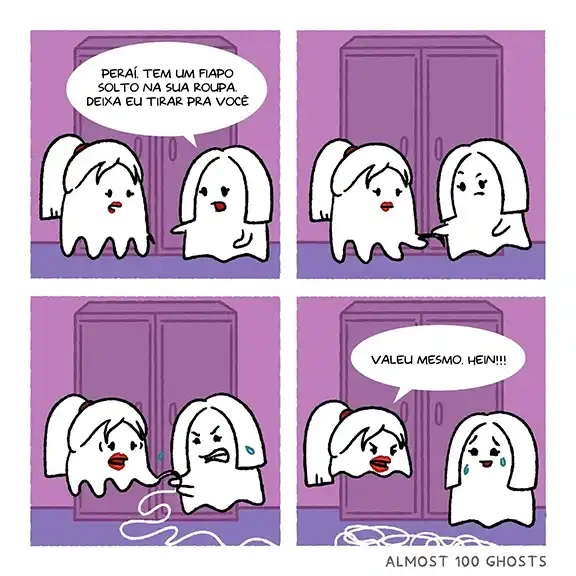 PERAÍ, TEM UM FIAPO
SOLTO NA SUA ROUPA.
DEIXA EU TIRAR PRA VOCÊ
VALEU MESMO, HEIN!!!
ALMOST 100 GHOSTS